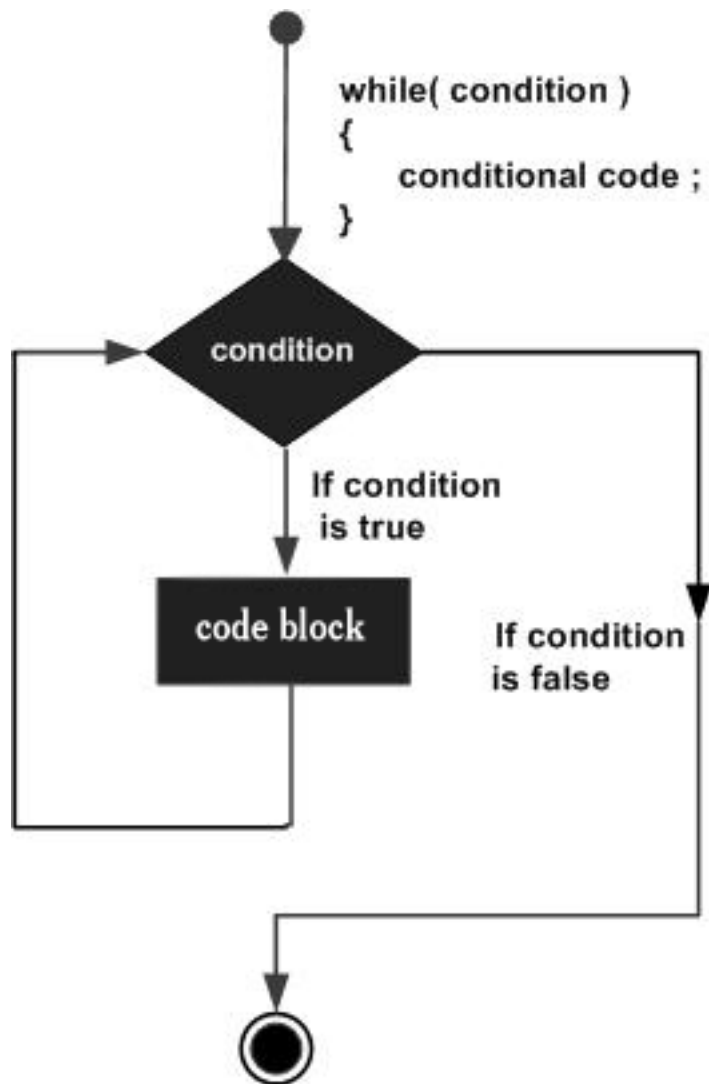 while( condition )
{
conditional code ;
}
condition
If condition
is true
code block
If condition
is false